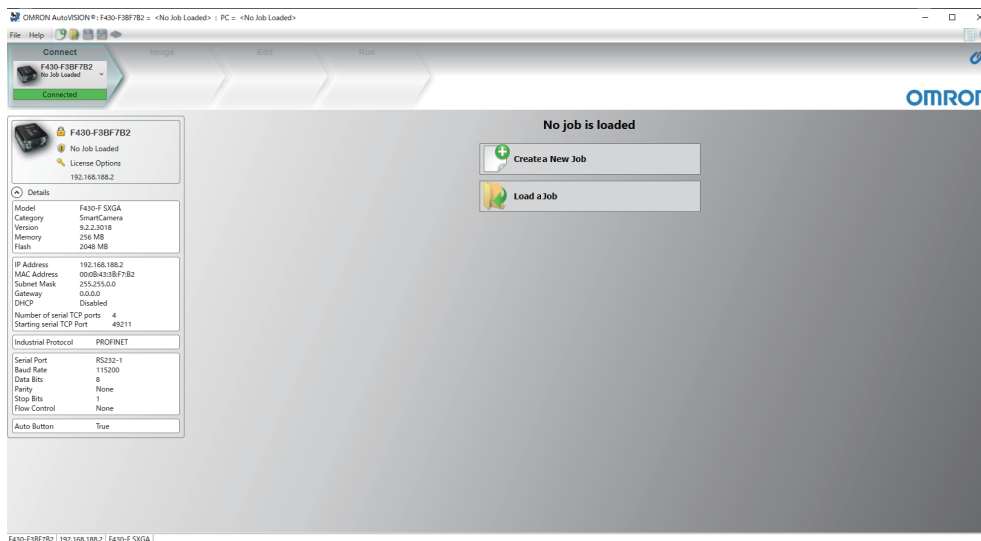 OMRON AutoVISION®: F430-F3BF7B2 = <No Job Loaded> : PC = <No Job Loaded>
File Help
Connect Image Edit Run
F430-F3BF7B2
No Job Loaded
Connected
OMRON
F430-F3BF7B2
No Job Loaded
License Options
192.168.188.2
Details
Model F430-F SXGA
Category SmartCamera
Version 9.2.2.3018
Memory 256 MB
Flash 2048 MB
IP Address 192.168.188.2
MAC Address 00:0B:43:3B:F7:B2
Subnet Mask 255.255.0.0
Gateway 0.0.0.0
DHCP Disabled
Number of serial TCP ports 4
Starting serial TCP Port 49211
Industrial Protocol PROFINET
Serial Port RS232-1
Baud Rate 115200
Data Bits 8
Parity None
Stop Bits 1
Flow Control None
Auto Button True
No job is loaded
Create a New Job
Load a Job
F430-F3BF7B2 192.168.188.2 F430-F SXGA